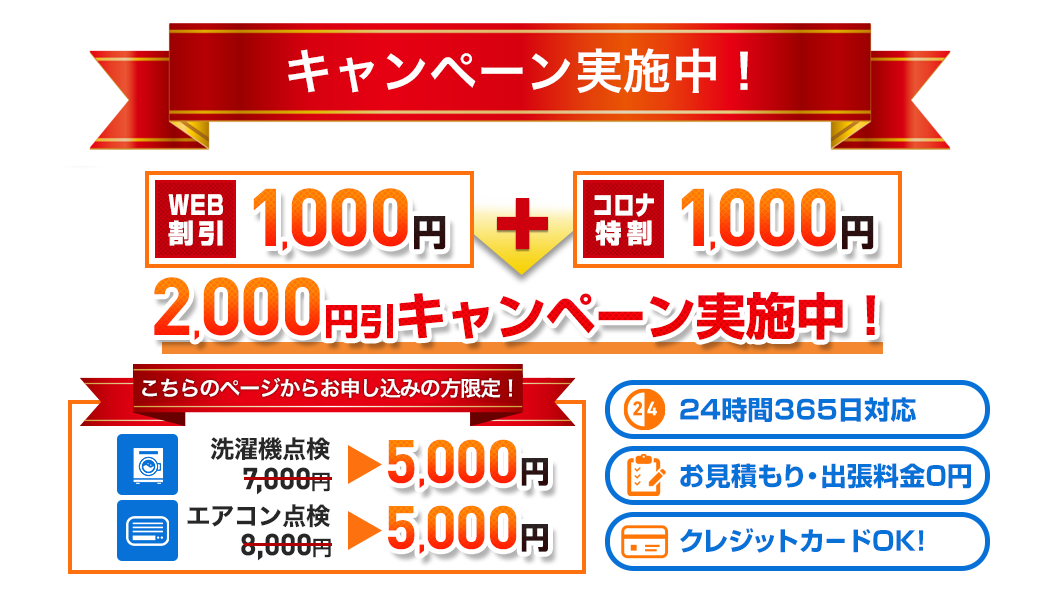 キャンペーン実施中！
WEB
割引
1,000円
コロナ
特割
1,000円
2,000円引キャンペーン実施中！
こちらのページからお申し込みの方限定！
洗濯機点検
7,000円
5,000円
エアコン点検
8,000円
5,000円
24
24時間365日対応
お見積もり・出張料金0円
クレジットカードOK!